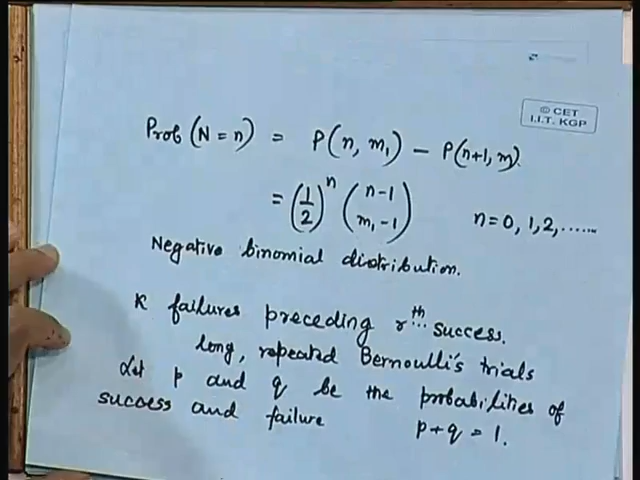 © CET
I.I.T. KGP
Prob (N = n) = P(n, m₁) − P(n+1, m₁)
= (1/2)ⁿ (n-1 / m₁-1) n = 0, 1, 2, ......
Negative binomial distribution.
K failures preceding rᵗʰ success.
long, repeated Bernoulli's trials
Let p and q be the probabilities of
success and failure p + q = 1.